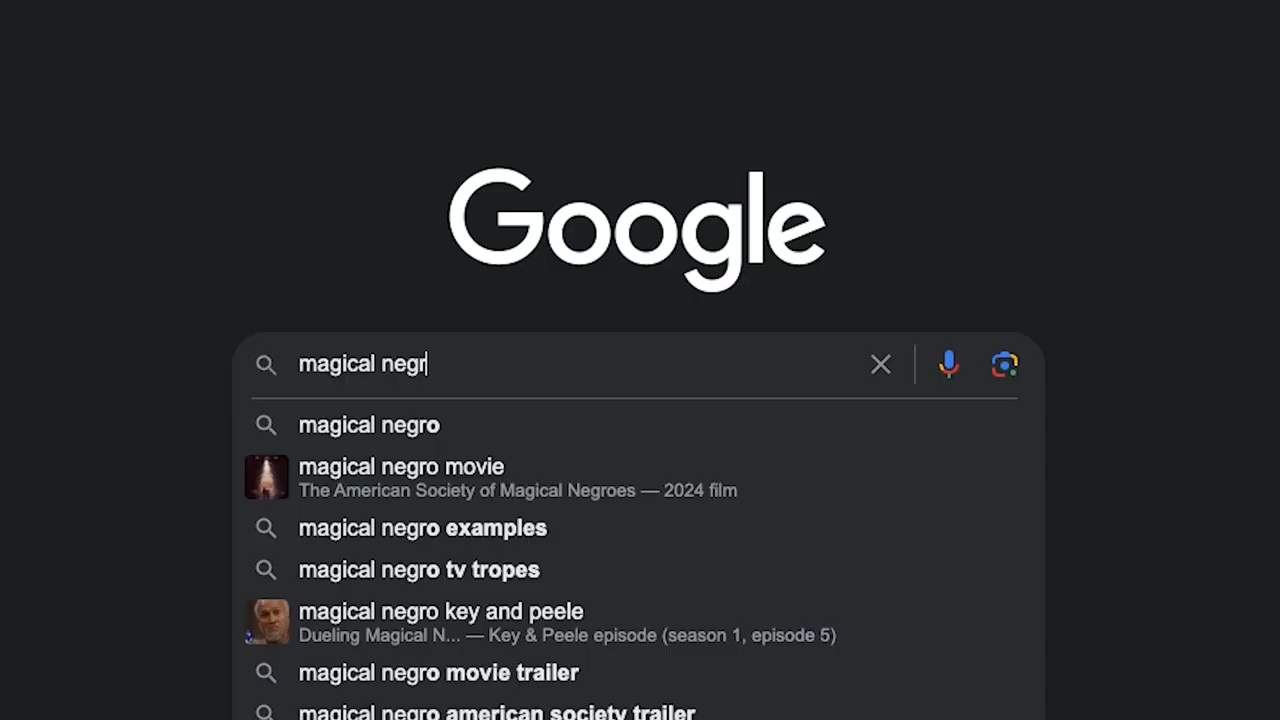 Google
magical negr
magical negro
magical negro movie
The American Society of Magical Negroes — 2024 film
magical negro examples
magical negro tv tropes
magical negro key and peele
Dueling Magical N... — Key & Peele episode (season 1, episode 5)
magical negro movie trailer
magical negro american society trailer